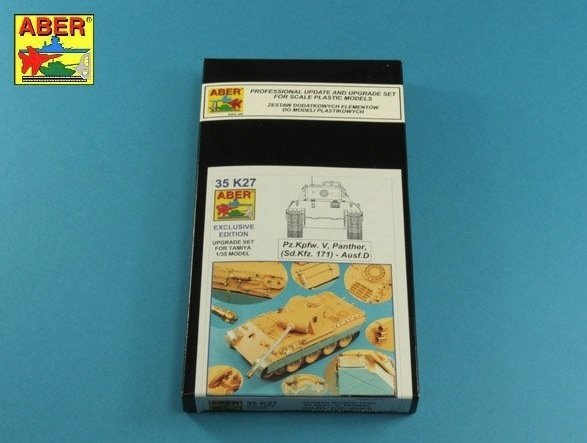 ABER
ABER
PROFESSIONAL UPDATE AND UPGRADE SET
FOR SCALE PLASTIC MODELS
ZESTAW DODATKOWYCH ELEMENTÓW
DO MODELI PLASTIKOWYCH
35 K27
ABER
EXCLUSIVE
EDITION
UPGRADE SET
FOR TAMIYA
1/35 MODEL
Pz.Kpfw. V, Panther,
(Sd.Kfz. 171) - Ausf.D
35 K27